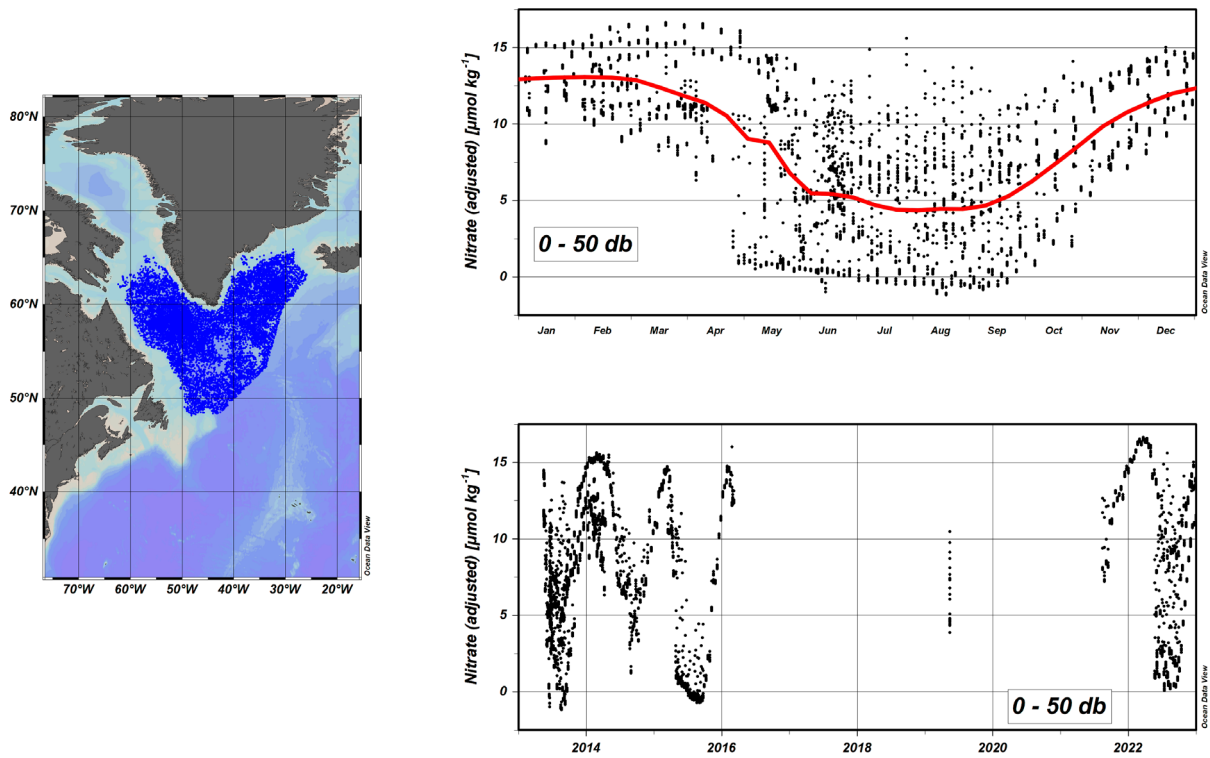 80°N
70°N
60°N
50°N
40°N
70°W 60°W 50°W 40°W 30°W 20°W
Ocean Data View
Nitrate (adjusted) [µmol kg⁻¹]
15
10
5
0
0 - 50 db
Jan Feb Mar Apr May Jun Jul Aug Sep Oct Nov Dec
Ocean Data View
Nitrate (adjusted) [µmol kg⁻¹]
15
10
5
0
0 - 50 db
2014 2016 2018 2020 2022
Ocean Data View